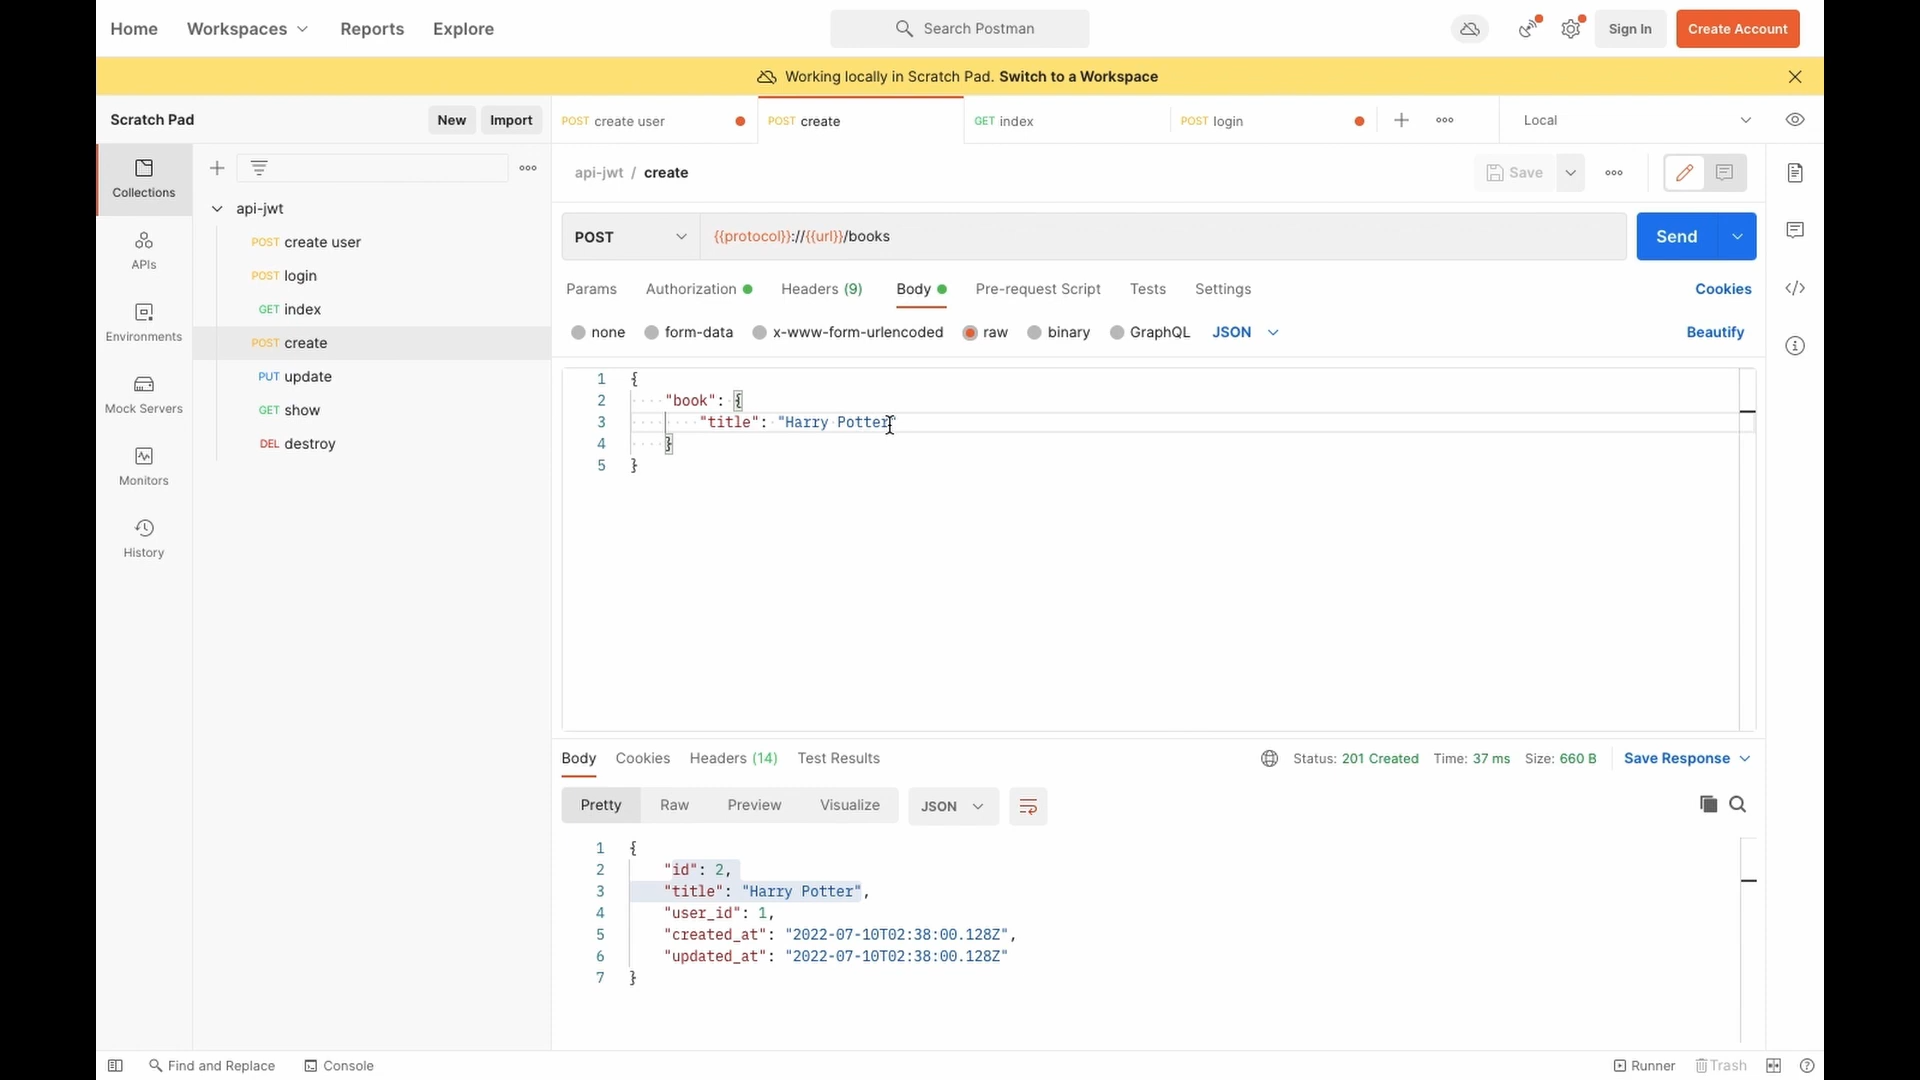 Home Workspaces Reports Explore Search Postman Sign In Create Account
Working locally in Scratch Pad. Switch to a Workspace
Scratch Pad New Import POST create user POST create GET index POST login Local
api-jwt / create Save
Collections
api-jwt
POST create user
POST login
GET index
POST create
PUT update
GET show
DEL destroy
APIs
Environments
Mock Servers
Monitors
History
POST {{protocol}}://{{url}}/books Send
Params Authorization Headers (9) Body Pre-request Script Tests Settings Cookies
none form-data x-www-form-urlencoded raw binary GraphQL JSON Beautify
1 {
2 "book": {
3 "title": "Harry Potter"
4 }
5 }
Body Cookies Headers (14) Test Results Status: 201 Created Time: 37 ms Size: 660 B Save Response
Pretty Raw Preview Visualize JSON
1 {
2 "id": 2,
3 "title": "Harry Potter",
4 "user_id": 1,
5 "created_at": "2022-07-10T02:38:00.128Z",
6 "updated_at": "2022-07-10T02:38:00.128Z"
7 }
Find and Replace Console Runner Trash